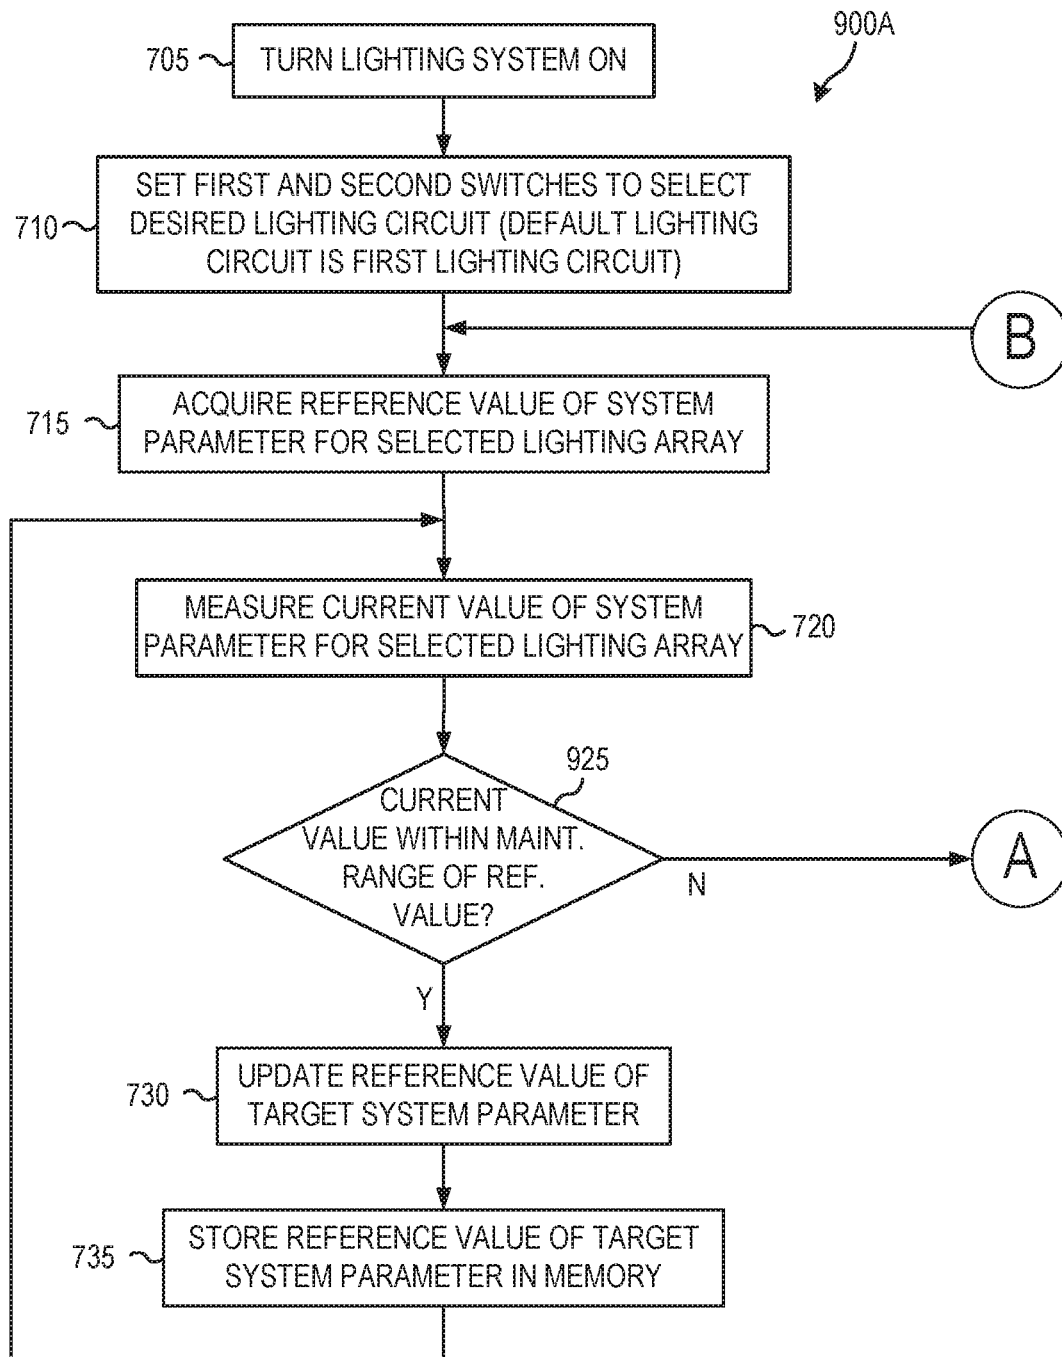 900A
705
TURN LIGHTING SYSTEM ON
710
SET FIRST AND SECOND SWITCHES TO SELECT
DESIRED LIGHTING CIRCUIT (DEFAULT LIGHTING
CIRCUIT IS FIRST LIGHTING CIRCUIT)
B
715
ACQUIRE REFERENCE VALUE OF SYSTEM
PARAMETER FOR SELECTED LIGHTING ARRAY
MEASURE CURRENT VALUE OF SYSTEM
PARAMETER FOR SELECTED LIGHTING ARRAY
720
925
CURRENT
VALUE WITHIN MAINT.
RANGE OF REF.
VALUE?
N
A
Y
730
UPDATE REFERENCE VALUE OF
TARGET SYSTEM PARAMETER
735
STORE REFERENCE VALUE OF TARGET
SYSTEM PARAMETER IN MEMORY